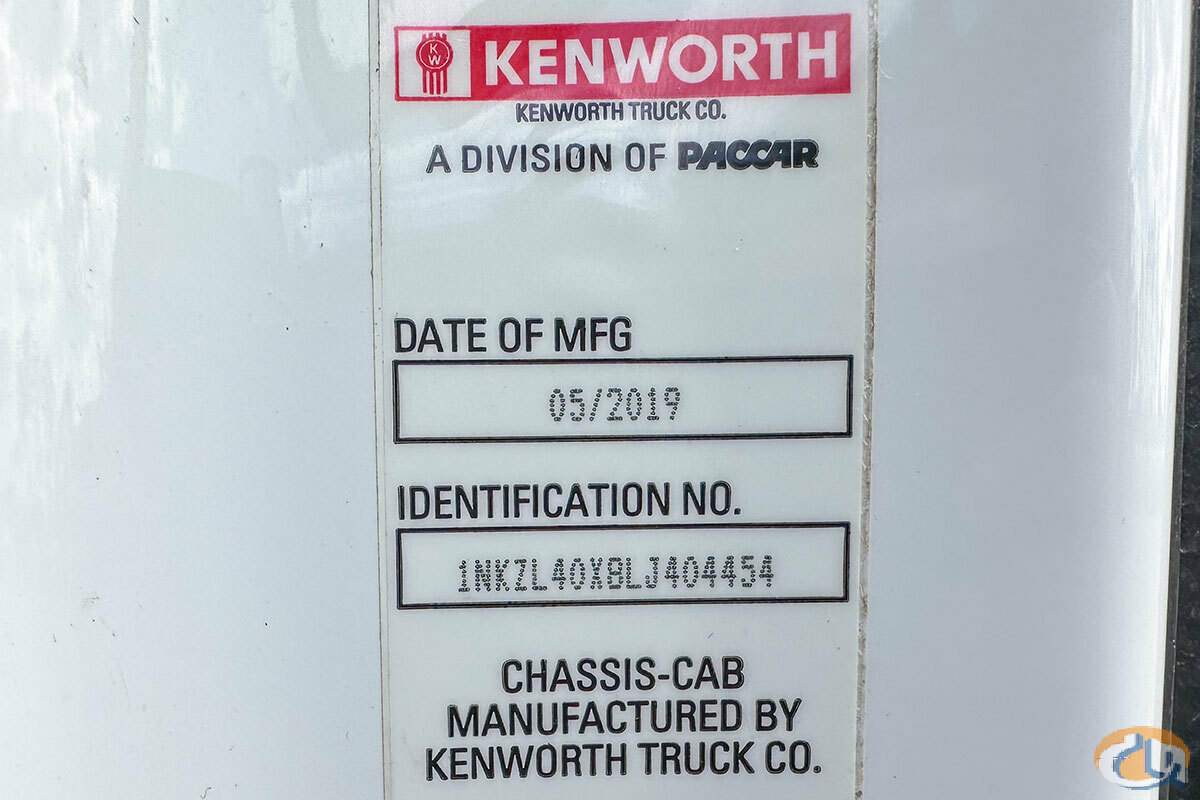 KW
KENWORTH
KENWORTH TRUCK CO.
A DIVISION OF PACCAR
DATE OF MFG
05/2019
IDENTIFICATION NO.
1NKZL40X8LJ404454
CHASSIS-CAB
MANUFACTURED BY
KENWORTH TRUCK CO.